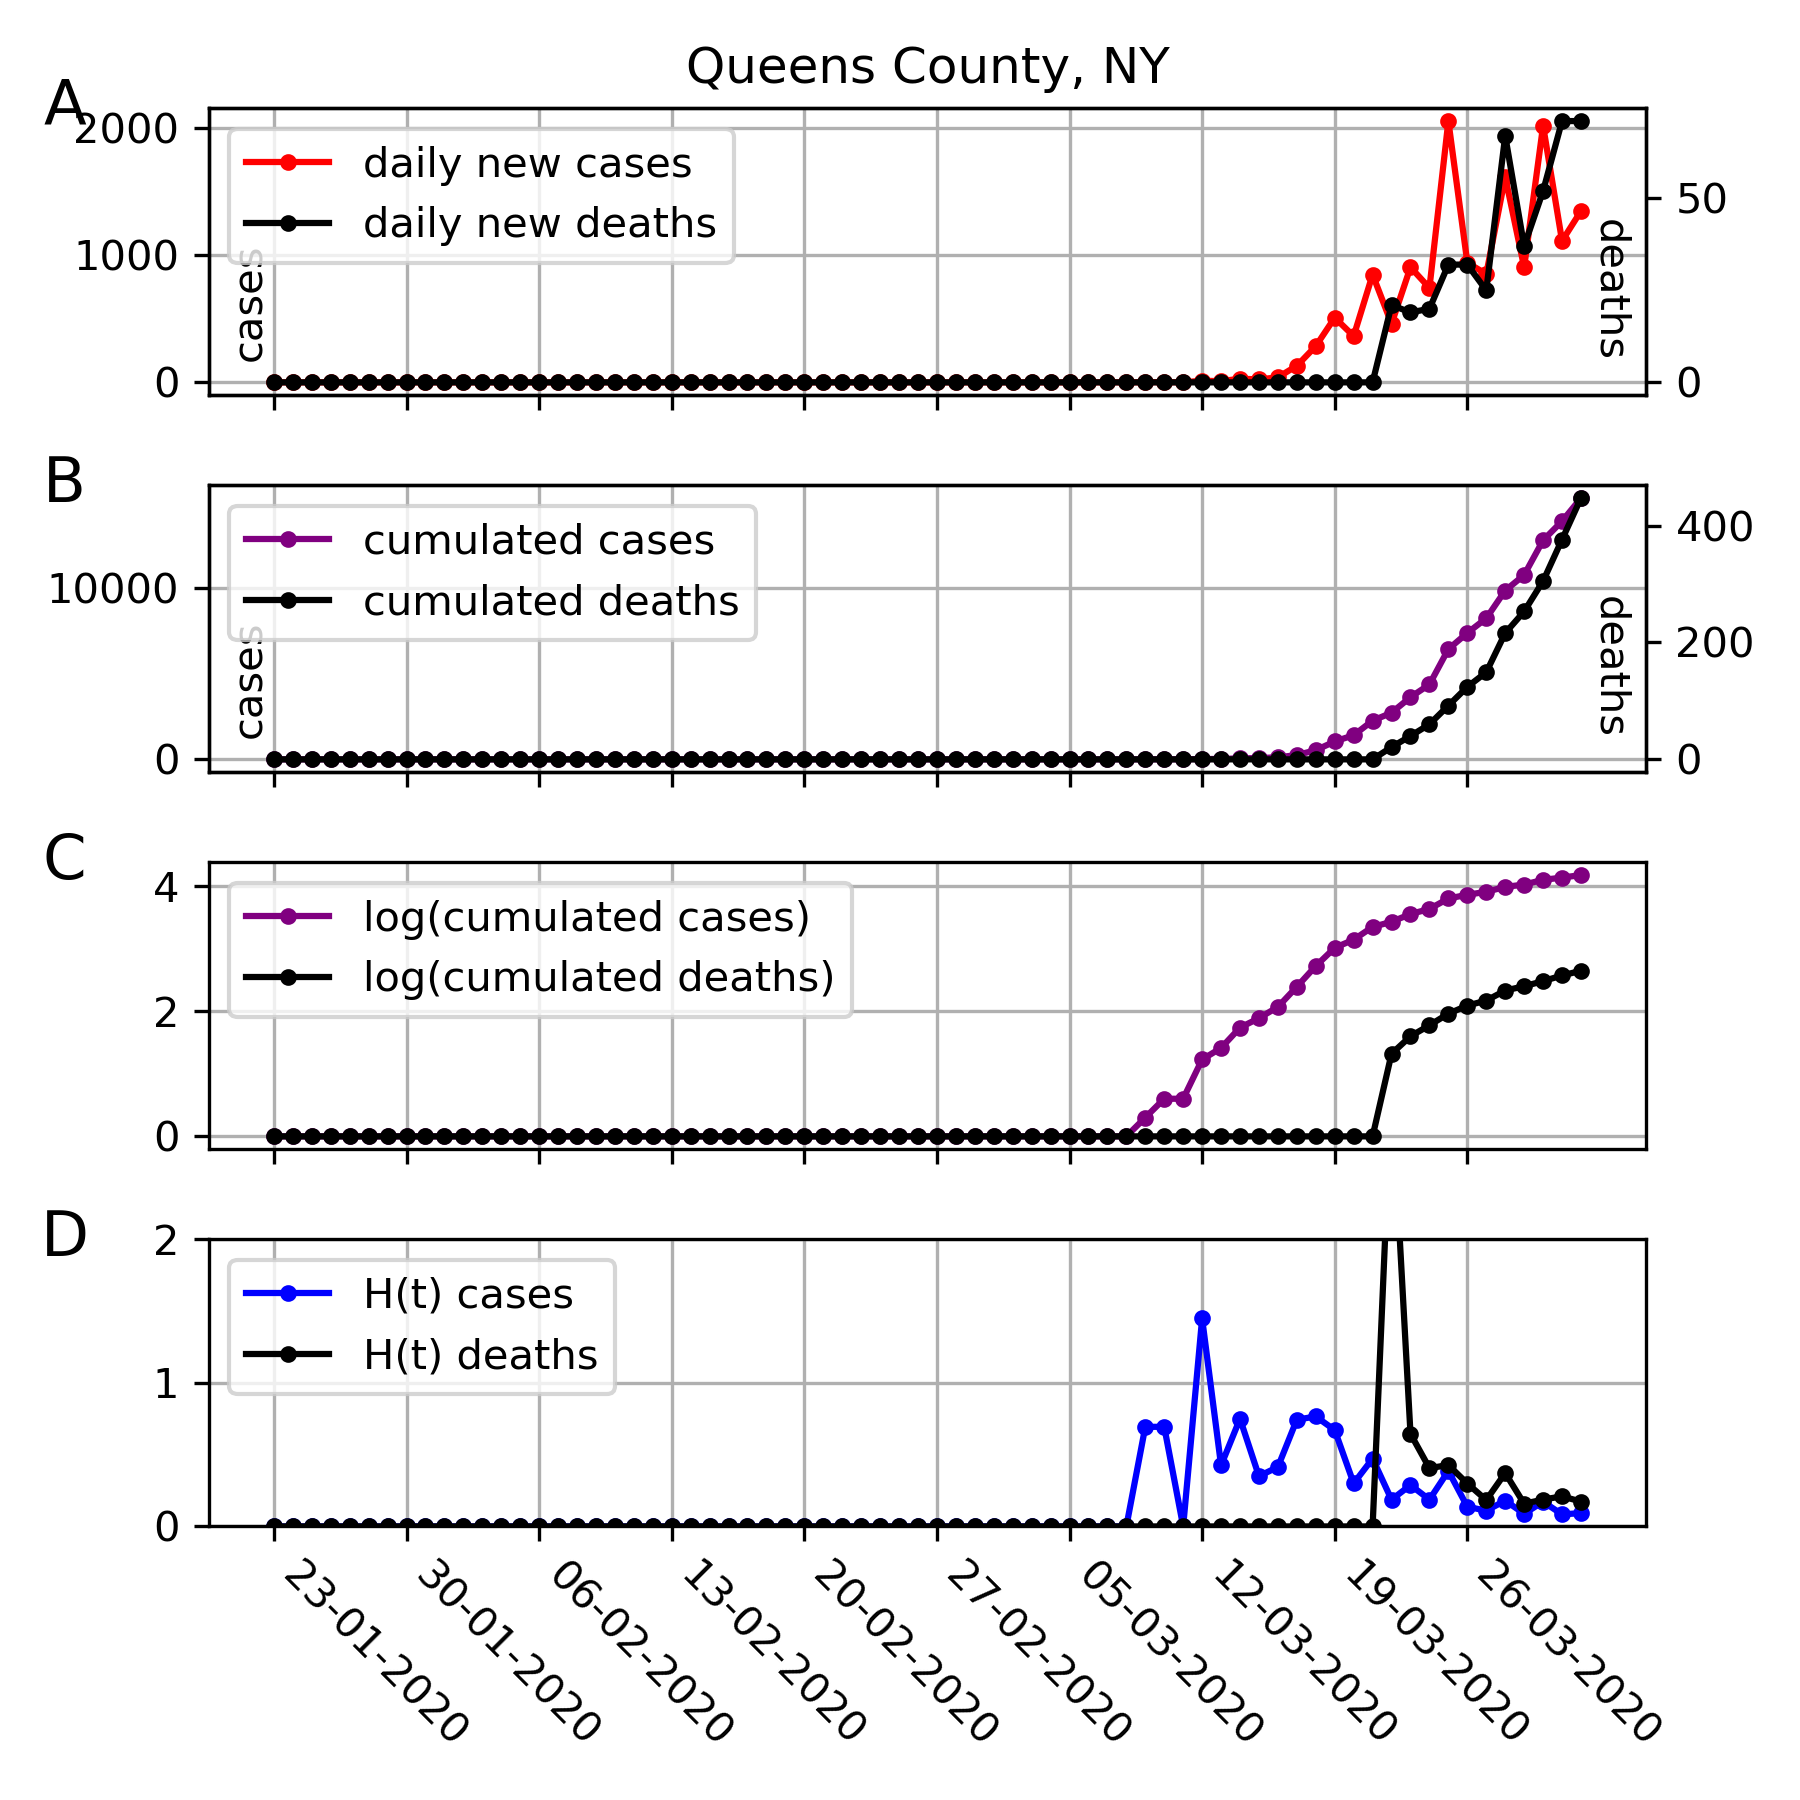 Queens County, NY
A
2000
1000
0
cases
daily new cases
daily new deaths
50
0
deaths
B
10000
0
cases
cumulated cases
cumulated deaths
400
200
0
deaths
C
4
2
0
log(cumulated cases)
log(cumulated deaths)
D
2
1
0
H(t) cases
H(t) deaths
23-01-2020
30-01-2020
06-02-2020
13-02-2020
20-02-2020
27-02-2020
05-03-2020
12-03-2020
19-03-2020
26-03-2020